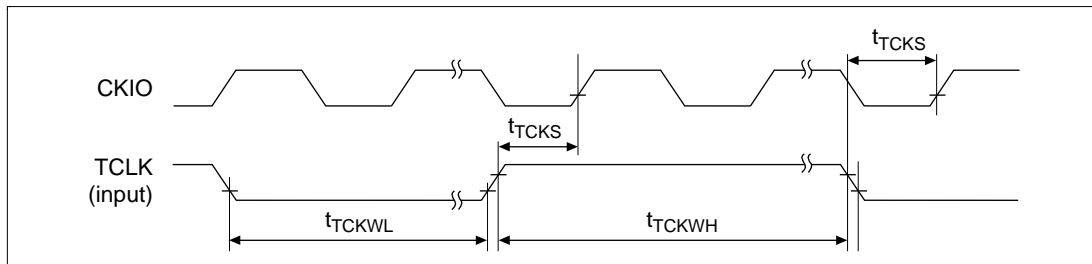 tTCKS
CKIO
tTCKS
TCLK
(input)
tTCKWL
tTCKWH